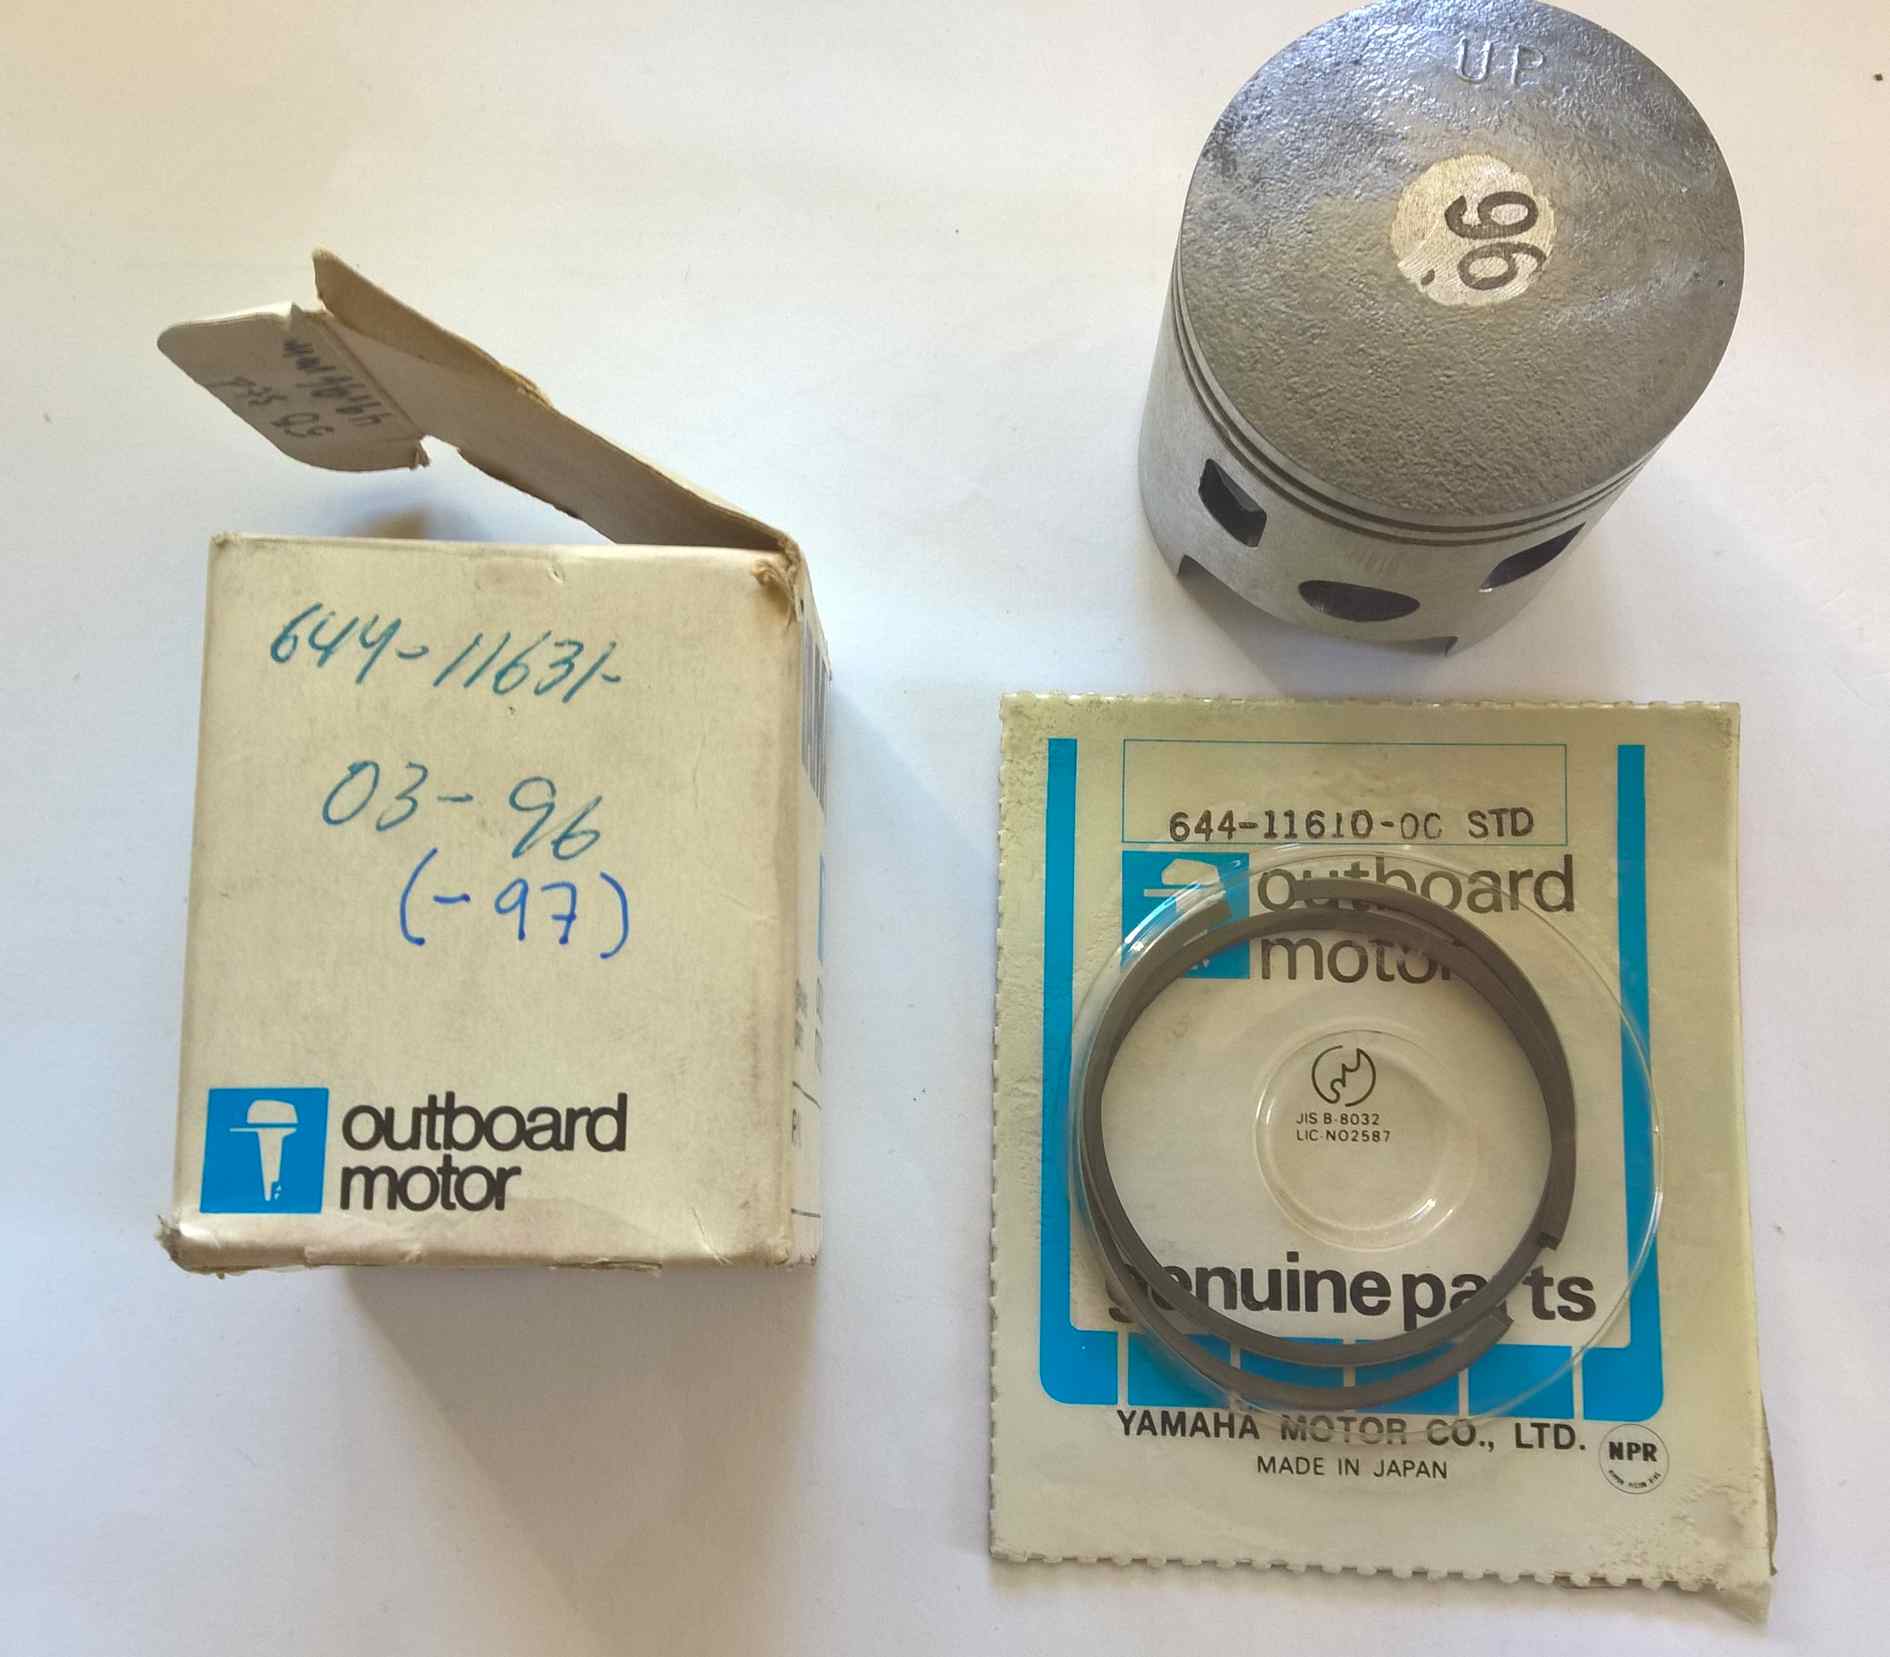 UP
96
644-11631-
03-96
(-97)
outboard
motor
644-11610-0C STD
outboard
motor
JIS B-8032
LIC-NO2587
genuine parts
YAMAHA MOTOR CO., LTD.
MADE IN JAPAN
NPR